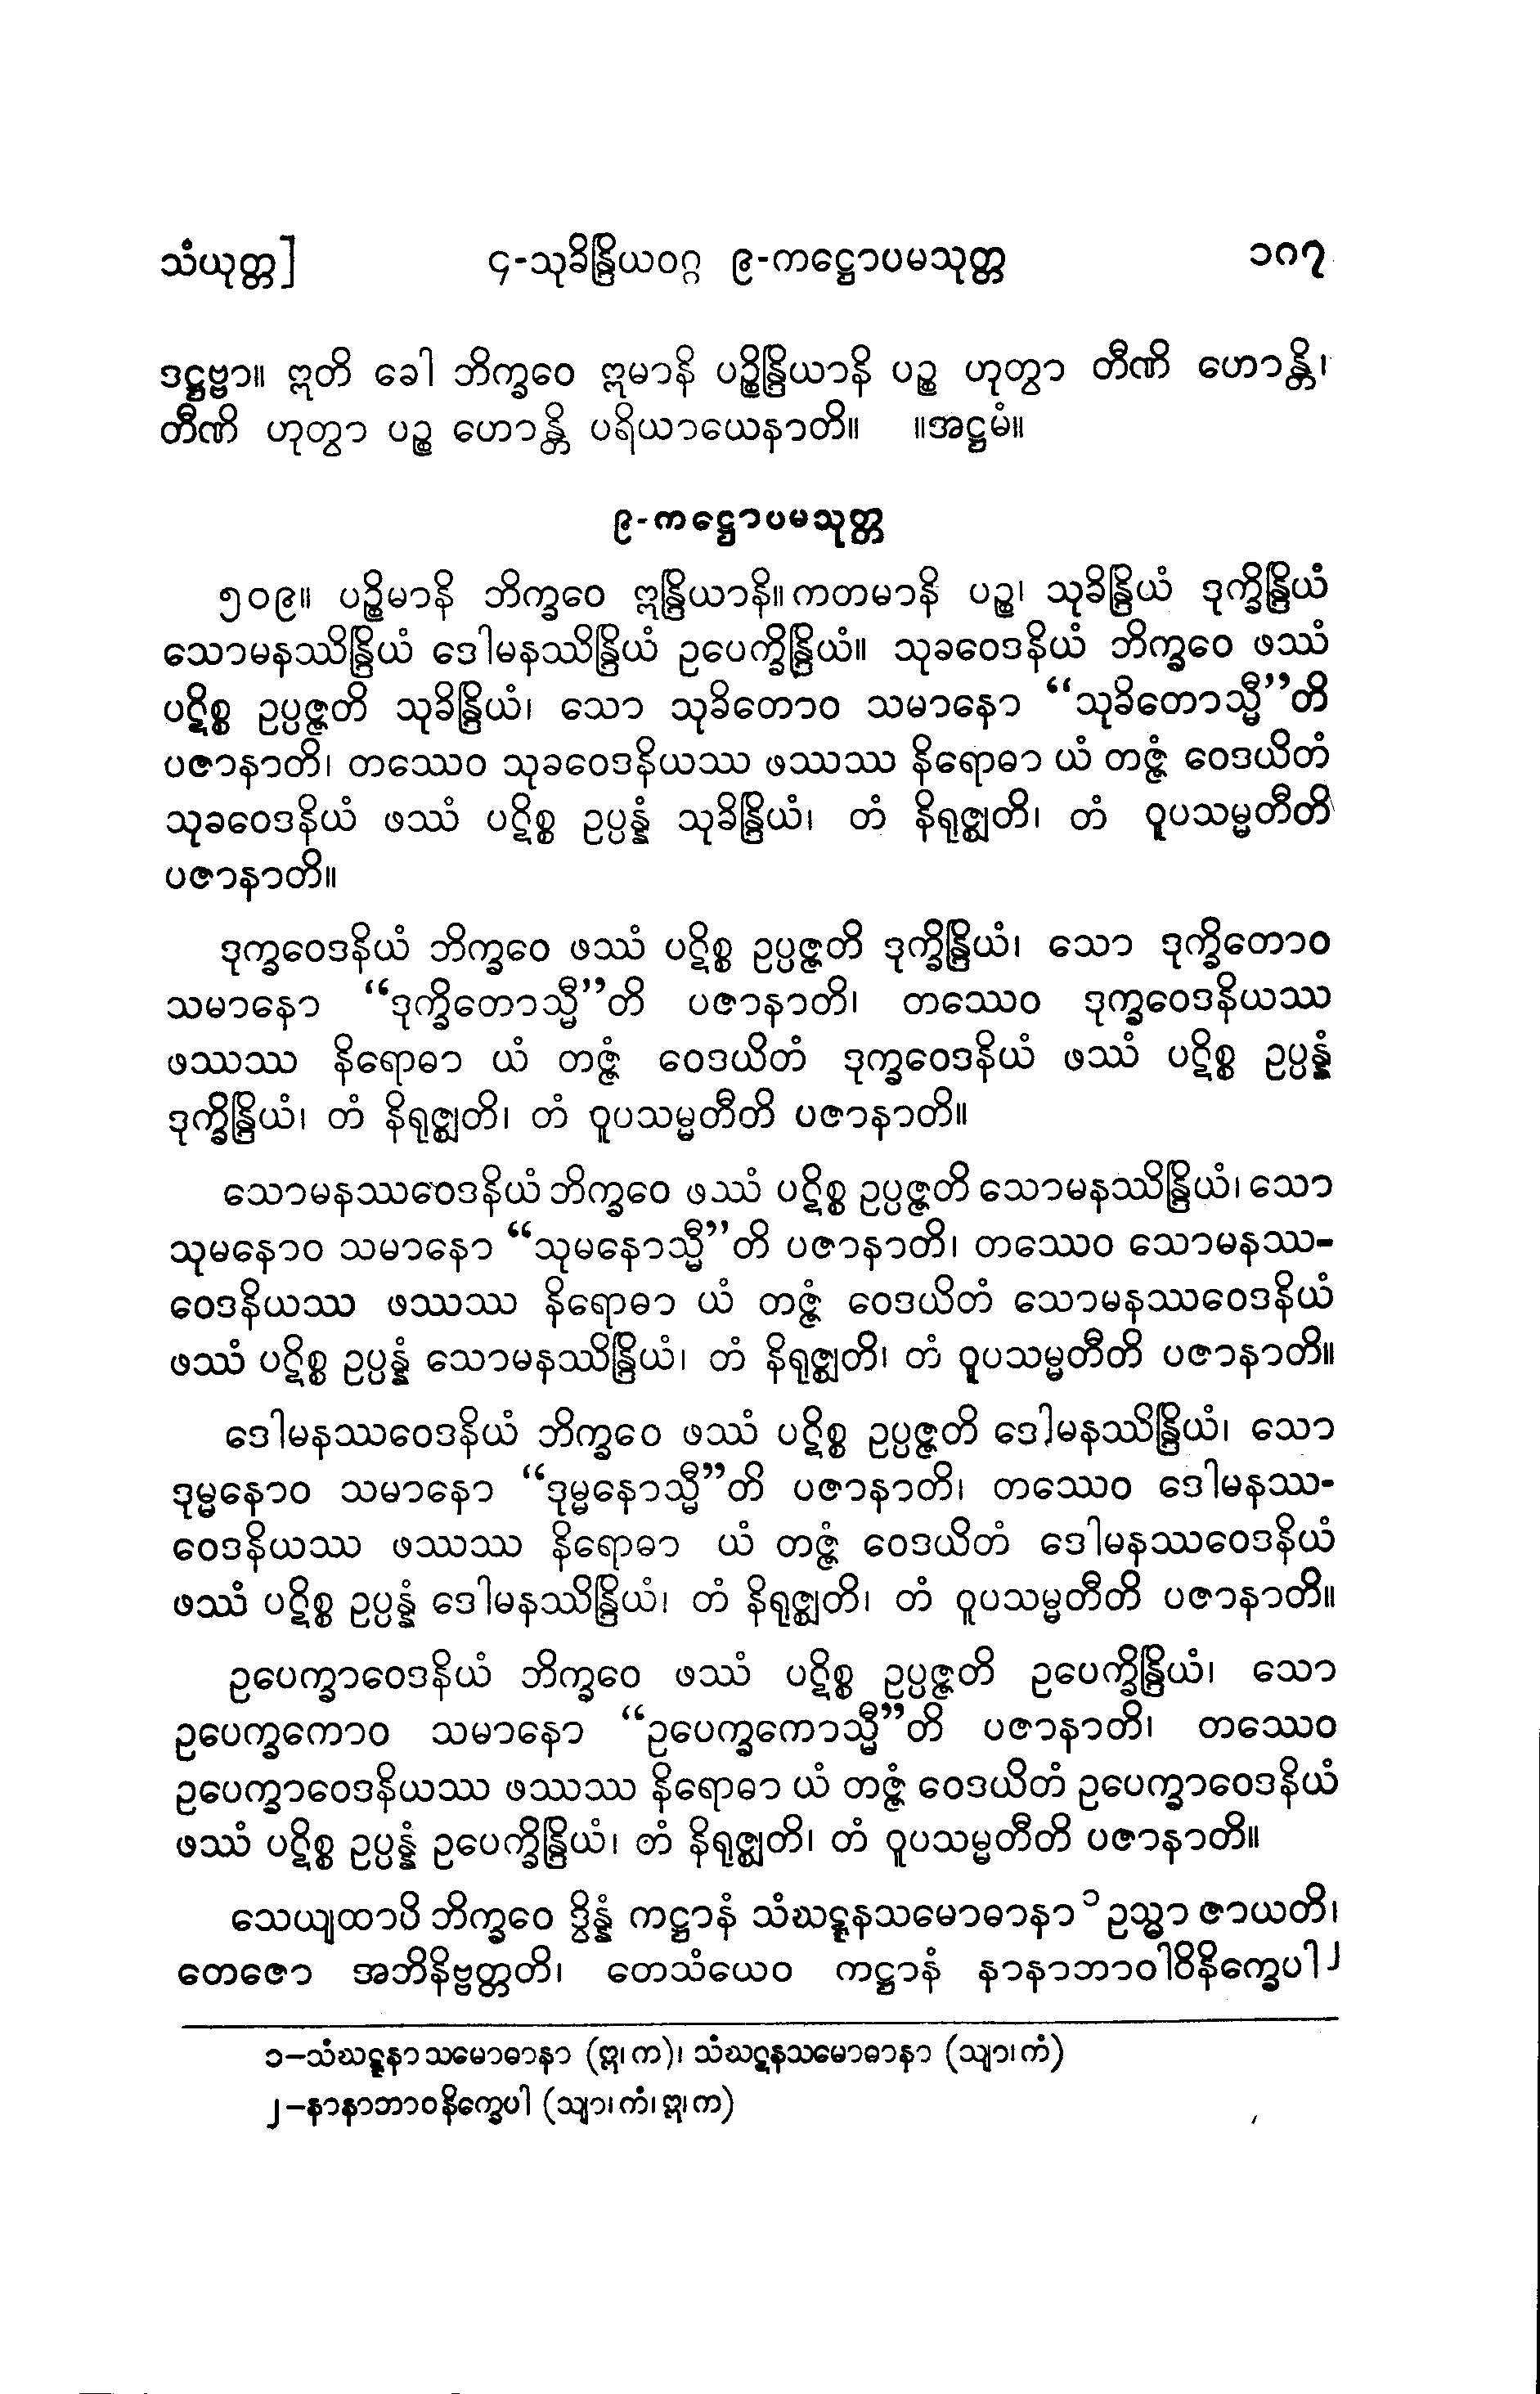 သံယုတ္တ] ၄-သုခိန္ဒြိယဝဂ္ဂ ၉-ကဋ္ဌောပမသုတ္တ ၁၈၇
ဒဋ္ဌဗ္ဗာ။ ဣတိ ခေါ ဘိက္ခဝေ ဣမာနိ ပဉ္စိန္ဒြိယာနိ ပဉ္စ ဟုတွာ တီဏိ ဟောန္တိ၊
တီဏိ ဟုတွာ ပဉ္စ ဟောန္တိ ပရိယာယေနာတိ။ ။အဋ္ဌမံ။
၉-ကဋ္ဌောပမသုတ္တ
၅၀၉။ ပဉ္စိမာနိ ဘိက္ခဝေ ဣန္ဒြိယာနိ။ ကတမာနိ ပဉ္စ၊ သုခိန္ဒြိယံ ဒုက္ခိန္ဒြိယံ
သောမနဿိန္ဒြိယံ ဒေါမနဿိန္ဒြိယံ ဥပေက္ခိန္ဒြိယံ။ သုခဝေဒနိယံ ဘိက္ခဝေ ဖဿံ
ပဋိစ္စ ဥပ္ပဇ္ဇတိ သုခိန္ဒြိယံ၊ သော သုခိတောဝ သမာနော “သုခိတောသ္မီ”တိ
ပဇာနာတိ၊ တဿေဝ သုခဝေဒနိယဿ ဖဿဿ နိရောဓာ ယံ တဇ္ဇံ ဝေဒယိတံ
သုခဝေဒနိယံ ဖဿံ ပဋိစ္စ ဥပ္ပန္နံ သုခိန္ဒြိယံ၊ တံ နိရုဇ္ဈတိ၊ တံ ဝူပသမ္မတီတိ
ပဇာနာတိ။
ဒုက္ခဝေဒနိယံ ဘိက္ခဝေ ဖဿံ ပဋိစ္စ ဥပ္ပဇ္ဇတိ ဒုက္ခိန္ဒြိယံ၊ သော ဒုက္ခိတောဝ
သမာနော “ဒုက္ခိတောသ္မီ”တိ ပဇာနာတိ၊ တဿေဝ ဒုက္ခဝေဒနိယဿ
ဖဿဿ နိရောဓာ ယံ တဇ္ဇံ ဝေဒယိတံ ဒုက္ခဝေဒနိယံ ဖဿံ ပဋိစ္စ ဥပ္ပန္နံ
ဒုက္ခိန္ဒြိယံ၊ တံ နိရုဇ္ဈတိ၊ တံ ဝူပသမ္မတီတိ ပဇာနာတိ။
သောမနဿဝေဒနိယံ ဘိက္ခဝေ ဖဿံ ပဋိစ္စ ဥပ္ပဇ္ဇတိ သောမနဿိန္ဒြိယံ၊ သော
သုမနောဝ သမာနော “သုမနောသ္မီ”တိ ပဇာနာတိ၊ တဿေဝ သောမနဿ-
ဝေဒနိယဿ ဖဿဿ နိရောဓာ ယံ တဇ္ဇံ ဝေဒယိတံ သောမနဿဝေဒနိယံ
ဖဿံ ပဋိစ္စ ဥပ္ပန္နံ သောမနဿိန္ဒြိယံ၊ တံ နိရုဇ္ဈတိ၊ တံ ဝူပသမ္မတီတိ ပဇာနာတိ။
ဒေါမနဿဝေဒနိယံ ဘိက္ခဝေ ဖဿံ ပဋိစ္စ ဥပ္ပဇ္ဇတိ ဒေါမနဿိန္ဒြိယံ၊ သော
ဒုမ္မနောဝ သမာနော “ဒုမ္မနောသ္မီ”တိ ပဇာနာတိ၊ တဿေဝ ဒေါမနဿ-
ဝေဒနိယဿ ဖဿဿ နိရောဓာ ယံ တဇ္ဇံ ဝေဒယိတံ ဒေါမနဿဝေဒနိယံ
ဖဿံ ပဋိစ္စ ဥပ္ပန္နံ ဒေါမနဿိန္ဒြိယံ၊ တံ နိရုဇ္ဈတိ၊ တံ ဝူပသမ္မတီတိ ပဇာနာတိ။
ဥပေက္ခာဝေဒနိယံ ဘိက္ခဝေ ဖဿံ ပဋိစ္စ ဥပ္ပဇ္ဇတိ ဥပေက္ခိန္ဒြိယံ၊ သော
ဥပေက္ခကောဝ သမာနော “ဥပေက္ခကောသ္မီ”တိ ပဇာနာတိ၊ တဿေဝ
ဥပေက္ခာဝေဒနိယဿ ဖဿဿ နိရောဓာ ယံ တဇ္ဇံ ဝေဒယိတံ ဥပေက္ခာဝေဒနိယံ
ဖဿံ ပဋိစ္စ ဥပ္ပန္နံ ဥပေက္ခိန္ဒြိယံ၊ တံ နိရုဇ္ဈတိ၊ တံ ဝူပသမ္မတီတိ ပဇာနာတိ။
သေယျထာပိ ဘိက္ခဝေ ဒွိန္နံ ကဋ္ဌာနံ သံဃဋ္ဋနသမောဓာနာ ၁ ဥသ္မာ ဇာယတိ၊
တေဇော အဘိနိဗ္ဗတ္တတိ၊ တေသံယေဝ ကဋ္ဌာနံ နာနာဘာဝါဝိနိက္ခေပါ ၂
၁–သံဃဋ္ဋနာ သမောဓာနာ (ဣ၊ က)၊ သံဃဋနသမောဓာနာ (သျာ၊ ကံ)
၂–နာနာဘာဝနိက္ခေပါ (သျာ၊ ကံ၊ ဣ၊ က)